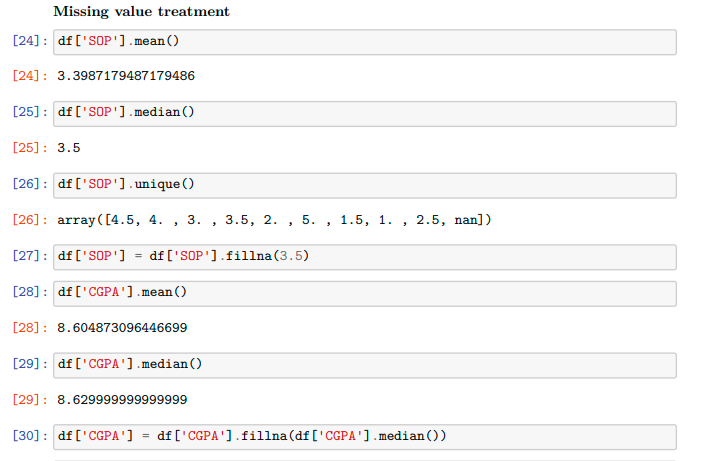 Missing value treatment
[24]: df['SOP'].mean()
[24]: 3.3987179487179486
[25]: df['SOP'].median()
[25]: 3.5
[26]: df['SOP'].unique()
[26]: array([4.5, 4. , 3. , 3.5, 2. , 5. , 1.5, 1. , 2.5, nan])
[27]: df['SOP'] = df['SOP'].fillna(3.5)
[28]: df['CGPA'].mean()
[28]: 8.604873096446699
[29]: df['CGPA'].median()
[29]: 8.629999999999999
[30]: df['CGPA'] = df['CGPA'].fillna(df['CGPA'].median())